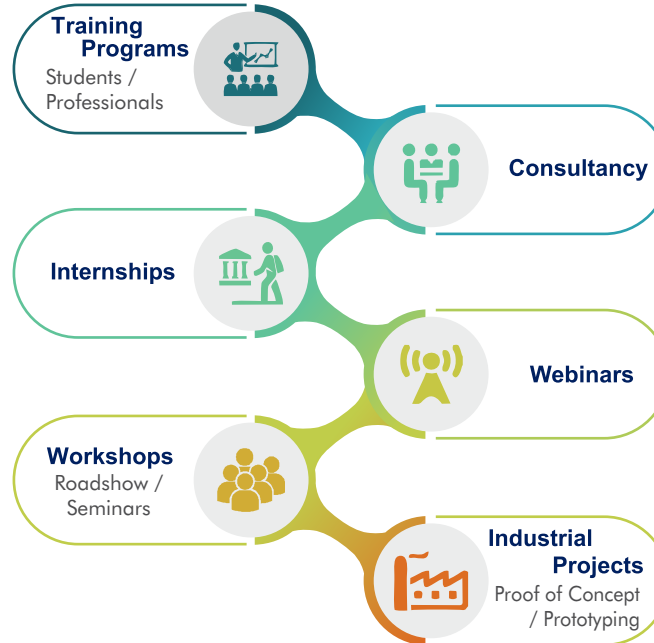 Training
Programs
Students /
Professionals
Consultancy
Internships
Webinars
Workshops
Roadshow /
Seminars
Industrial
Projects
Proof of Concept
/ Prototyping